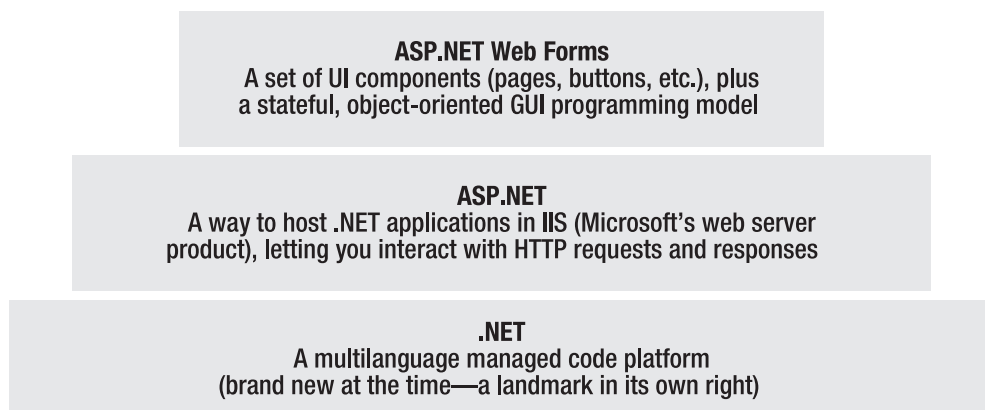 ASP.NET Web Forms
A set of UI components (pages, buttons, etc.), plus
a stateful, object-oriented GUI programming model
ASP.NET
A way to host .NET applications in IIS (Microsoft's web server
product), letting you interact with HTTP requests and responses
.NET
A multilanguage managed code platform
(brand new at the time—a landmark in its own right)